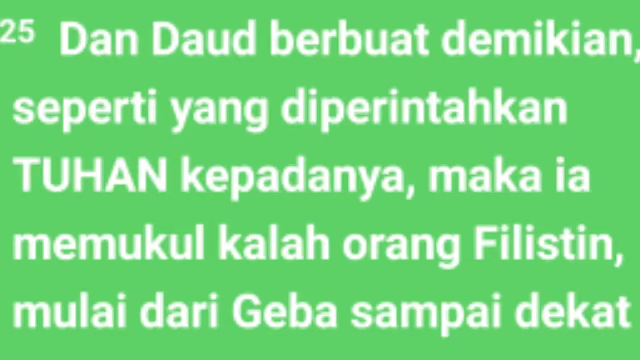 25 Dan Daud berbuat demikian,
seperti yang diperintahkan
TUHAN kepadanya, maka ia
memukul kalah orang Filistin,
mulai dari Geba sampai dekat